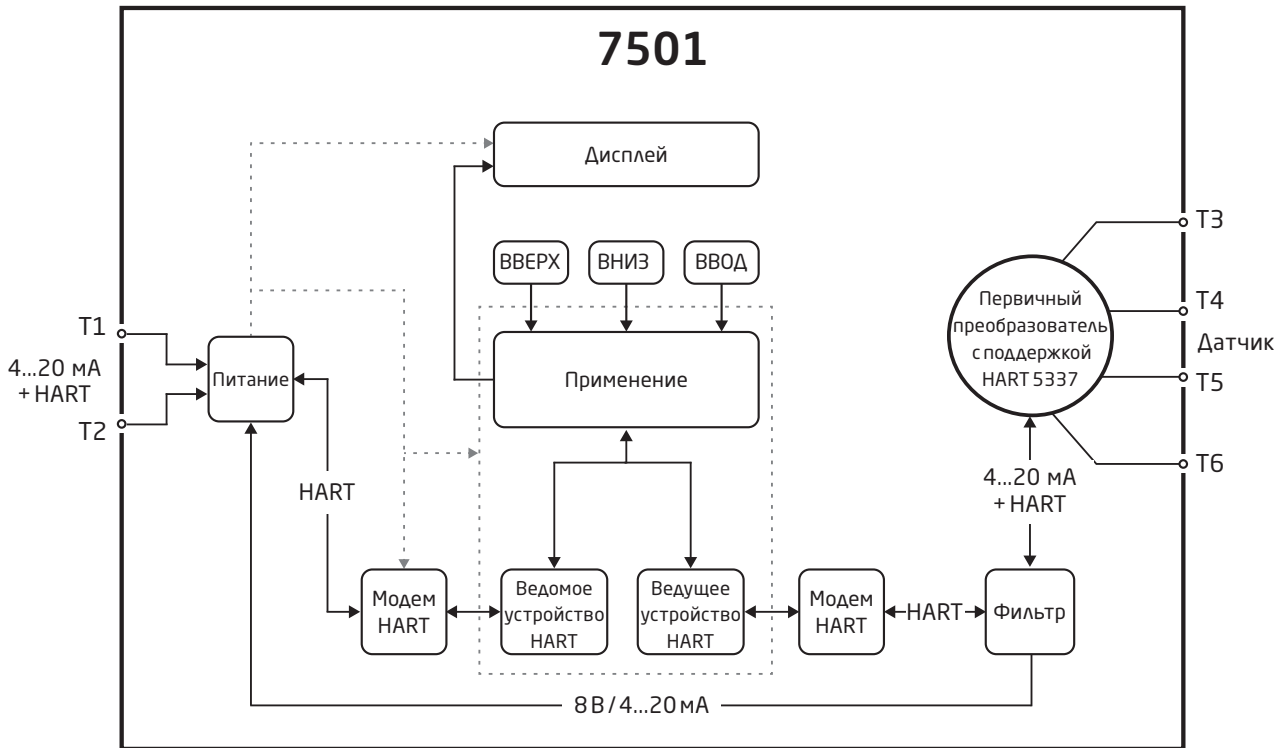 7501
Дисплей
ВВЕРХ
ВНИЗ
ВВОД
T3
T1
4...20 мА
+ HART
T2
Питание
Применение
Первичный
преобразователь
с поддержкой
HART 5337
T4
Датчик
T5
T6
HART
4...20 мА
+ HART
Модем
HART
Ведомое
устройство
HART
Ведущее
устройство
HART
Модем
HART
HART
Фильтр
8 В / 4...20 мА